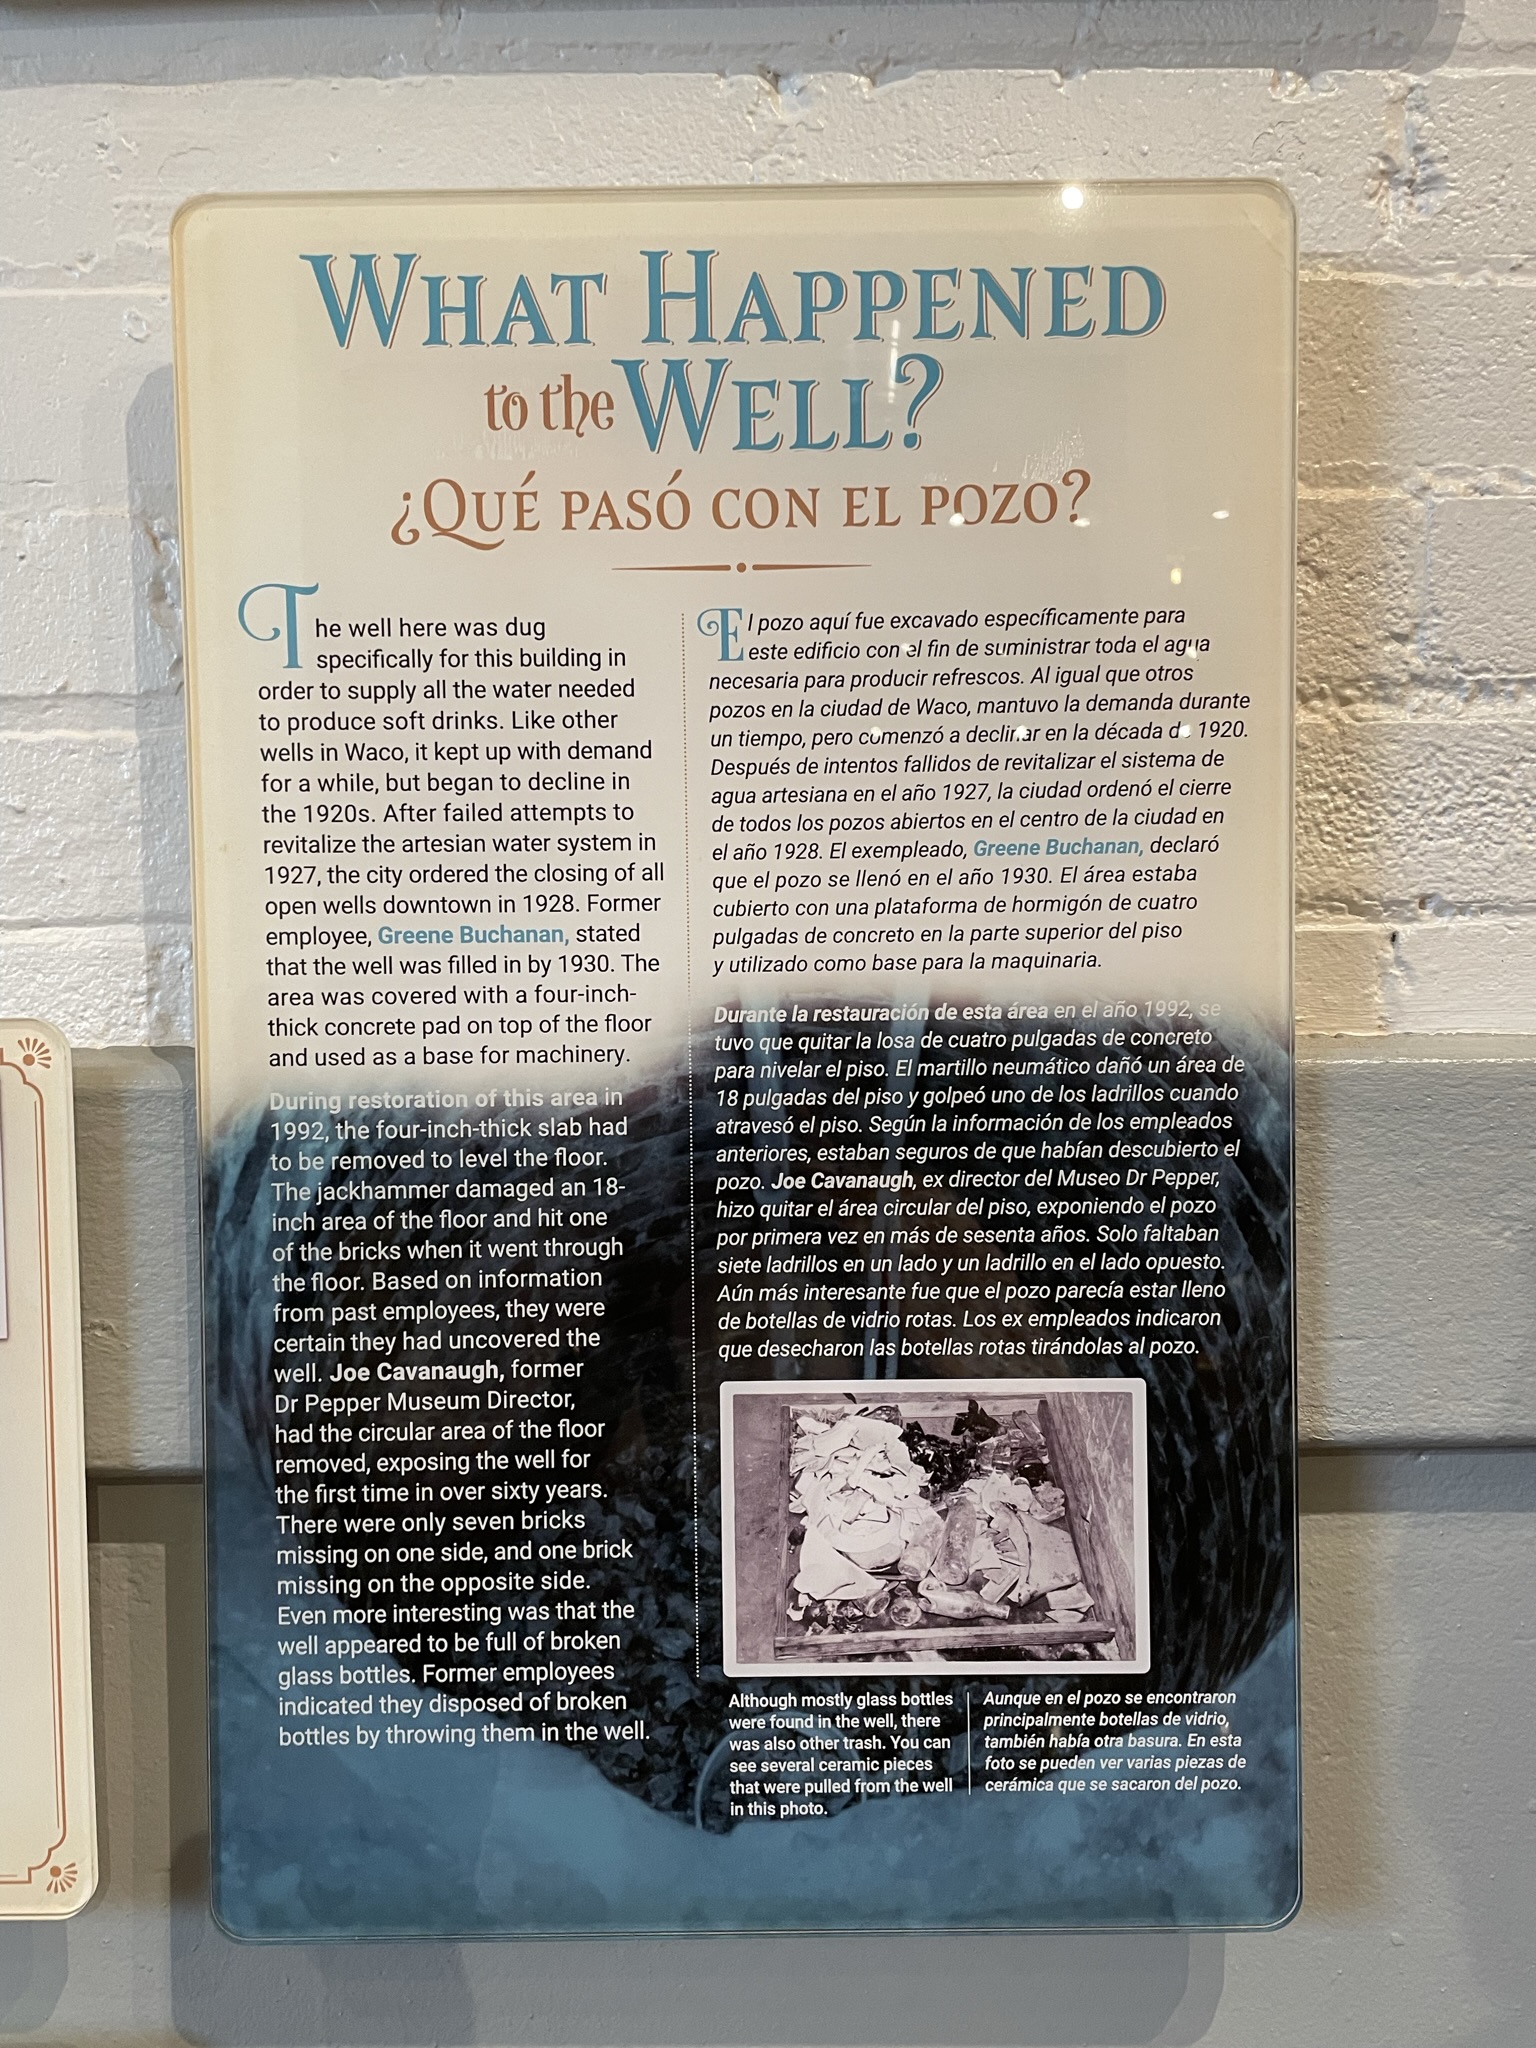 WHAT HAPPENED
to the WELL?
¿QUÉ PASÓ CON EL POZO?
The well here was dug
specifically for this building in
order to supply all the water needed
to produce soft drinks. Like other
wells in Waco, it kept up with demand
for a while, but began to decline in
the 1920s. After failed attempts to
revitalize the artesian water system in
1927, the city ordered the closing of all
open wells downtown in 1928. Former
employee, Greene Buchanan, stated
that the well was filled in by 1930. The
area was covered with a four-inch-
thick concrete pad on top of the floor
and used as a base for machinery.
During restoration of this area in
1992, the four-inch-thick slab had
to be removed to level the floor.
The jackhammer damaged an 18-
inch area of the floor and hit one
of the bricks when it went through
the floor. Based on information
from past employees, they were
certain they had uncovered the
well. Joe Cavanaugh, former
Dr Pepper Museum Director,
had the circular area of the floor
removed, exposing the well for
the first time in over sixty years.
There were only seven bricks
missing on one side, and one brick
missing on the opposite side.
Even more interesting was that the
well appeared to be full of broken
glass bottles. Former employees
indicated they disposed of broken
bottles by throwing them in the well.
El pozo aquí fue excavado específicamente para
este edificio con el fin de suministrar toda el agua
necesaria para producir refrescos. Al igual que otros
pozos en la ciudad de Waco, mantuvo la demanda durante
un tiempo, pero comenzó a declinar en la década de 1920.
Después de intentos fallidos de revitalizar el sistema de
agua artesiana en el año 1927, la ciudad ordenó el cierre
de todos los pozos abiertos en el centro de la ciudad en
el año 1928. El exempleado, Greene Buchanan, declaró
que el pozo se llenó en el año 1930. El área estaba
cubierto con una plataforma de hormigón de cuatro
pulgadas de concreto en la parte superior del piso
y utilizado como base para la maquinaria.
Durante la restauración de esta área en el año 1992, se
tuvo que quitar la losa de cuatro pulgadas de concreto
para nivelar el piso. El martillo neumático dañó un área de
18 pulgadas del piso y golpeó uno de los ladrillos cuando
atravesó el piso. Según la información de los empleados
anteriores, estaban seguros de que habían descubierto el
pozo. Joe Cavanaugh, ex director del Museo Dr Pepper,
hizo quitar el área circular del piso, exponiendo el pozo
por primera vez en más de sesenta años. Solo faltaban
siete ladrillos en un lado y un ladrillo en el lado opuesto.
Aún más interesante fue que el pozo parecía estar lleno
de botellas de vidrio rotas. Los ex empleados indicaron
que desecharon las botellas rotas tirándolas al pozo.
Although mostly glass bottles
were found in the well, there
was also other trash. You can
see several ceramic pieces
that were pulled from the well
in this photo.
Aunque en el pozo se encontraron
principalmente botellas de vidrio,
también había otra basura. En esta
foto se pueden ver varias piezas de
cerámica que se sacaron del pozo.